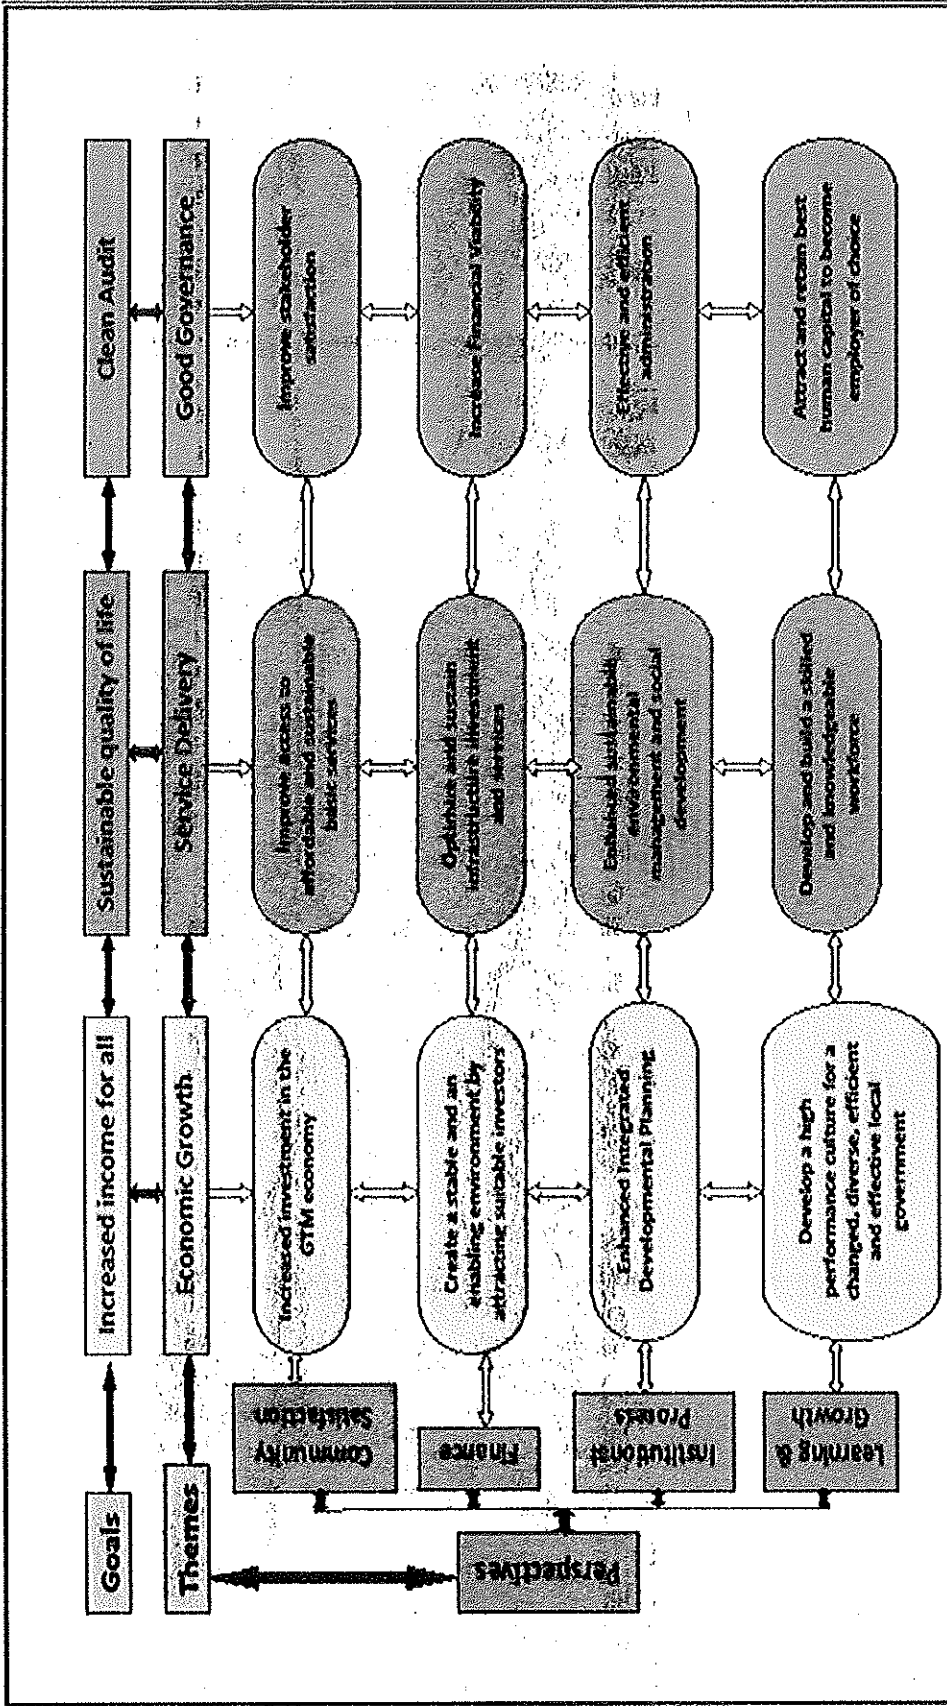 Goals
Increased income for all
Sustainable quality of life
Clean Audit
Themes
Economic Growth
Service Delivery
Good Governance
Perspectives
Community
Satisfaction
Increased investment in the
GTM economy
Improve access to
affordable and sustainable
basic services
Improve stakeholder
satisfaction
Finance
Create a stable and an
enabling environment by
attracting suitable investors
Optimize and sustain
infrastructure investment
and services
Increase Financial Viability
Institutional
Process
Enhanced Integrated
Developmental Planning
Enhanced sustainable
environmental
management and social
development
Effective and efficient
administration
Learning &
Growth
Develop a high
performance culture for a
changed, diverse, efficient
and effective local
government
Develop and build a skilled
and knowledgeable
workforce
Attract and retain best
human capital to become
employer of choice